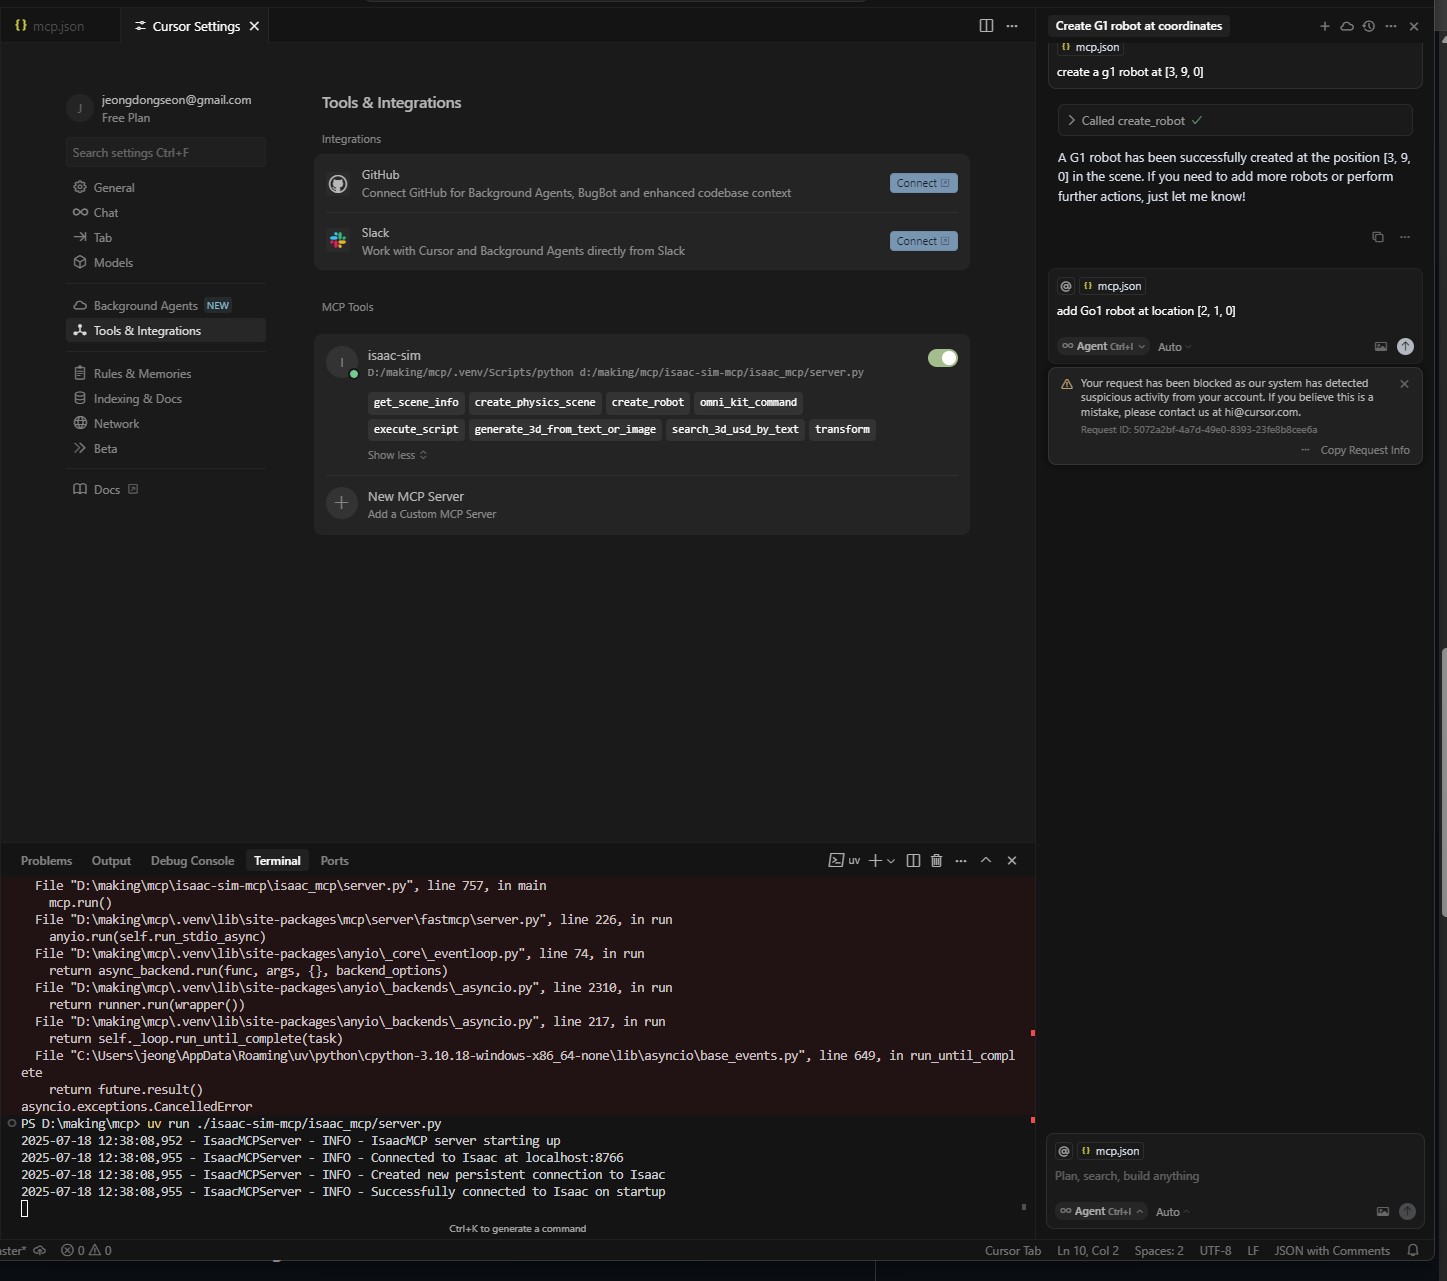 mcp.json
Cursor Settings
jeongdongseon@gmail.com
Free Plan
Search settings Ctrl+F
General
Chat
Tab
Models
Background Agents NEW
Tools & Integrations
Rules & Memories
Indexing & Docs
Network
Beta
Docs
Tools & Integrations
Integrations
GitHub
Connect GitHub for Background Agents, BugBot and enhanced codebase context
Connect
Slack
Work with Cursor and Background Agents directly from Slack
Connect
MCP Tools
isaac-sim
D:/making/mcp/.venv/Scripts/python d:/making/mcp/isaac-sim-mcp/isaac_mcp/server.py
get_scene_info create_physics_scene create_robot omni_kit_command
execute_script generate_3d_from_text_or_image search_3d_usd_by_text transform
Show less
New MCP Server
Add a Custom MCP Server
Problems Output Debug Console Terminal Ports
uv
File "D:\making\mcp\isaac-sim-mcp\isaac_mcp\server.py", line 757, in main
mcp.run()
File "D:\making\mcp\.venv\lib\site-packages\mcp\server\fastmcp\server.py", line 226, in run
anyio.run(self.run_stdio_async)
File "D:\making\mcp\.venv\lib\site-packages\anyio\_core\_eventloop.py", line 74, in run
return async_backend.run(func, args, {}, backend_options)
File "D:\making\mcp\.venv\lib\site-packages\anyio\_backends\_asyncio.py", line 2310, in run
return runner.run(wrapper())
File "D:\making\mcp\.venv\lib\site-packages\anyio\_backends\_asyncio.py", line 217, in run
return self._loop.run_until_complete(task)
File "C:\Users\jeong\AppData\Roaming\uv\python\cpython-3.10.18-windows-x86_64-none\lib\asyncio\base_events.py", line 649, in run_until_compl
ete
return future.result()
asyncio.exceptions.CancelledError
PS D:\making\mcp> uv run ./isaac-sim-mcp/isaac_mcp/server.py
2025-07-18 12:38:08,952 - IsaacMCPServer - INFO - IsaacMCP server starting up
2025-07-18 12:38:08,955 - IsaacMCPServer - INFO - Connected to Isaac at localhost:8766
2025-07-18 12:38:08,955 - IsaacMCPServer - INFO - Created new persistent connection to Isaac
2025-07-18 12:38:08,955 - IsaacMCPServer - INFO - Successfully connected to Isaac on startup
Ctrl+K to generate a command
Create G1 robot at coordinates
mcp.json
create a g1 robot at [3, 9, 0]
Called create_robot
A G1 robot has been successfully created at the position [3, 9,
0] in the scene. If you need to add more robots or perform
further actions, just let me know!
@ mcp.json
add Go1 robot at location [2, 1, 0]
Agent Ctrl+I Auto
Your request has been blocked as our system has detected
suspicious activity from your account. If you believe this is a
mistake, please contact us at hi@cursor.com.
Request ID: 5072a2bf-4a7d-49e0-8393-23fe8b8cee6a
Copy Request Info
@ mcp.json
Plan, search, build anything
Agent Ctrl+I Auto
ster* 0 0
Cursor Tab Ln 10, Col 2 Spaces: 2 UTF-8 LF JSON with Comments